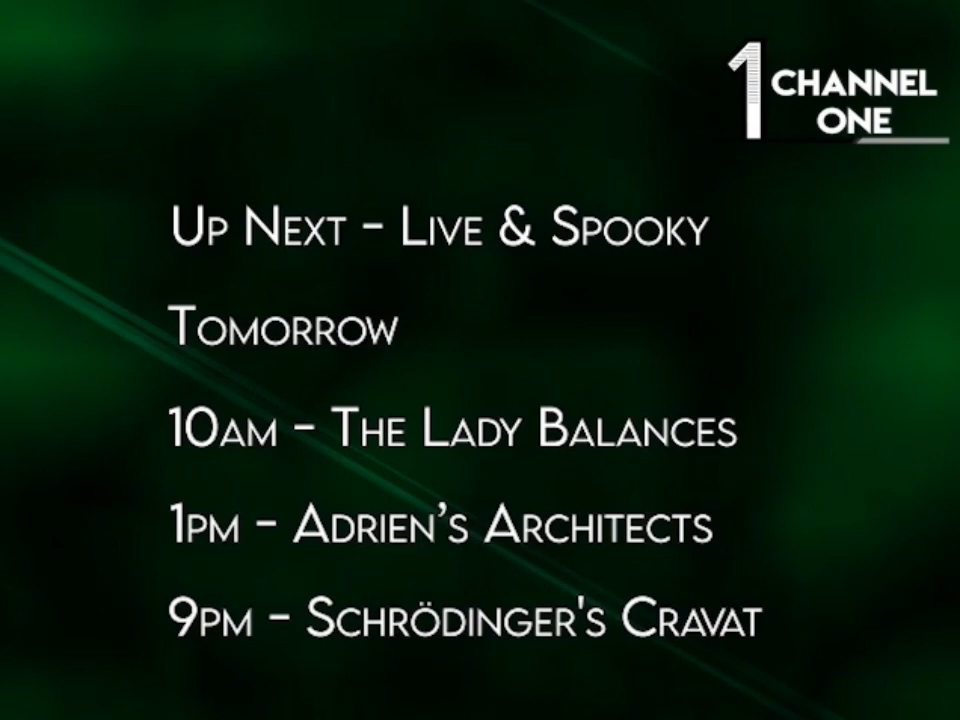 1 CHANNEL
ONE
UP NEXT - LIVE & SPOOKY
TOMORROW
10AM - THE LADY BALANCES
1PM - ADRIEN’S ARCHITECTS
9PM - SCHRÖDINGER'S CRAVAT